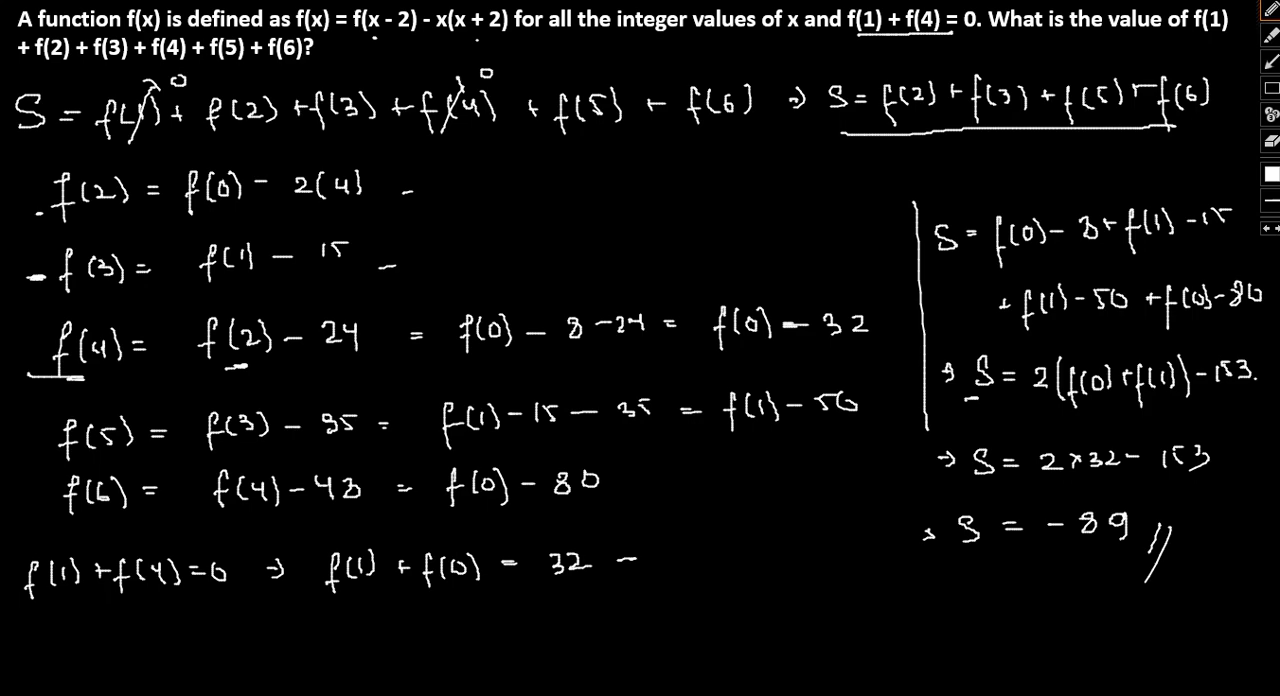 A function f(x) is defined as f(x) = f(x - 2) - x(x + 2) for all the integer values of x and f(1) + f(4) = 0. What is the value of f(1)
+ f(2) + f(3) + f(4) + f(5) + f(6)?
0 0
S = f(1) + f(2) + f(3) + f(4) + f(5) + f(6) ⇒ S = f(2) + f(3) + f(5) + f(6)
f(2) = f(0) - 2(4)
f(3) = f(1) - 15
f(4) = f(2) - 24 = f(0) - 8 - 24 = f(0) - 32
f(5) = f(3) - 35 = f(1) - 15 - 35 = f(1) - 50
f(6) = f(4) - 48 = f(0) - 80
f(1) + f(4) = 0 ⇒ f(1) + f(0) = 32
S = f(0) - 8 + f(1) - 15
+ f(1) - 50 + f(0) - 80
⇒ S = 2(f(0) + f(1)) - 153.
⇒ S = 2 × 32 - 153
⇒ S = - 89 //